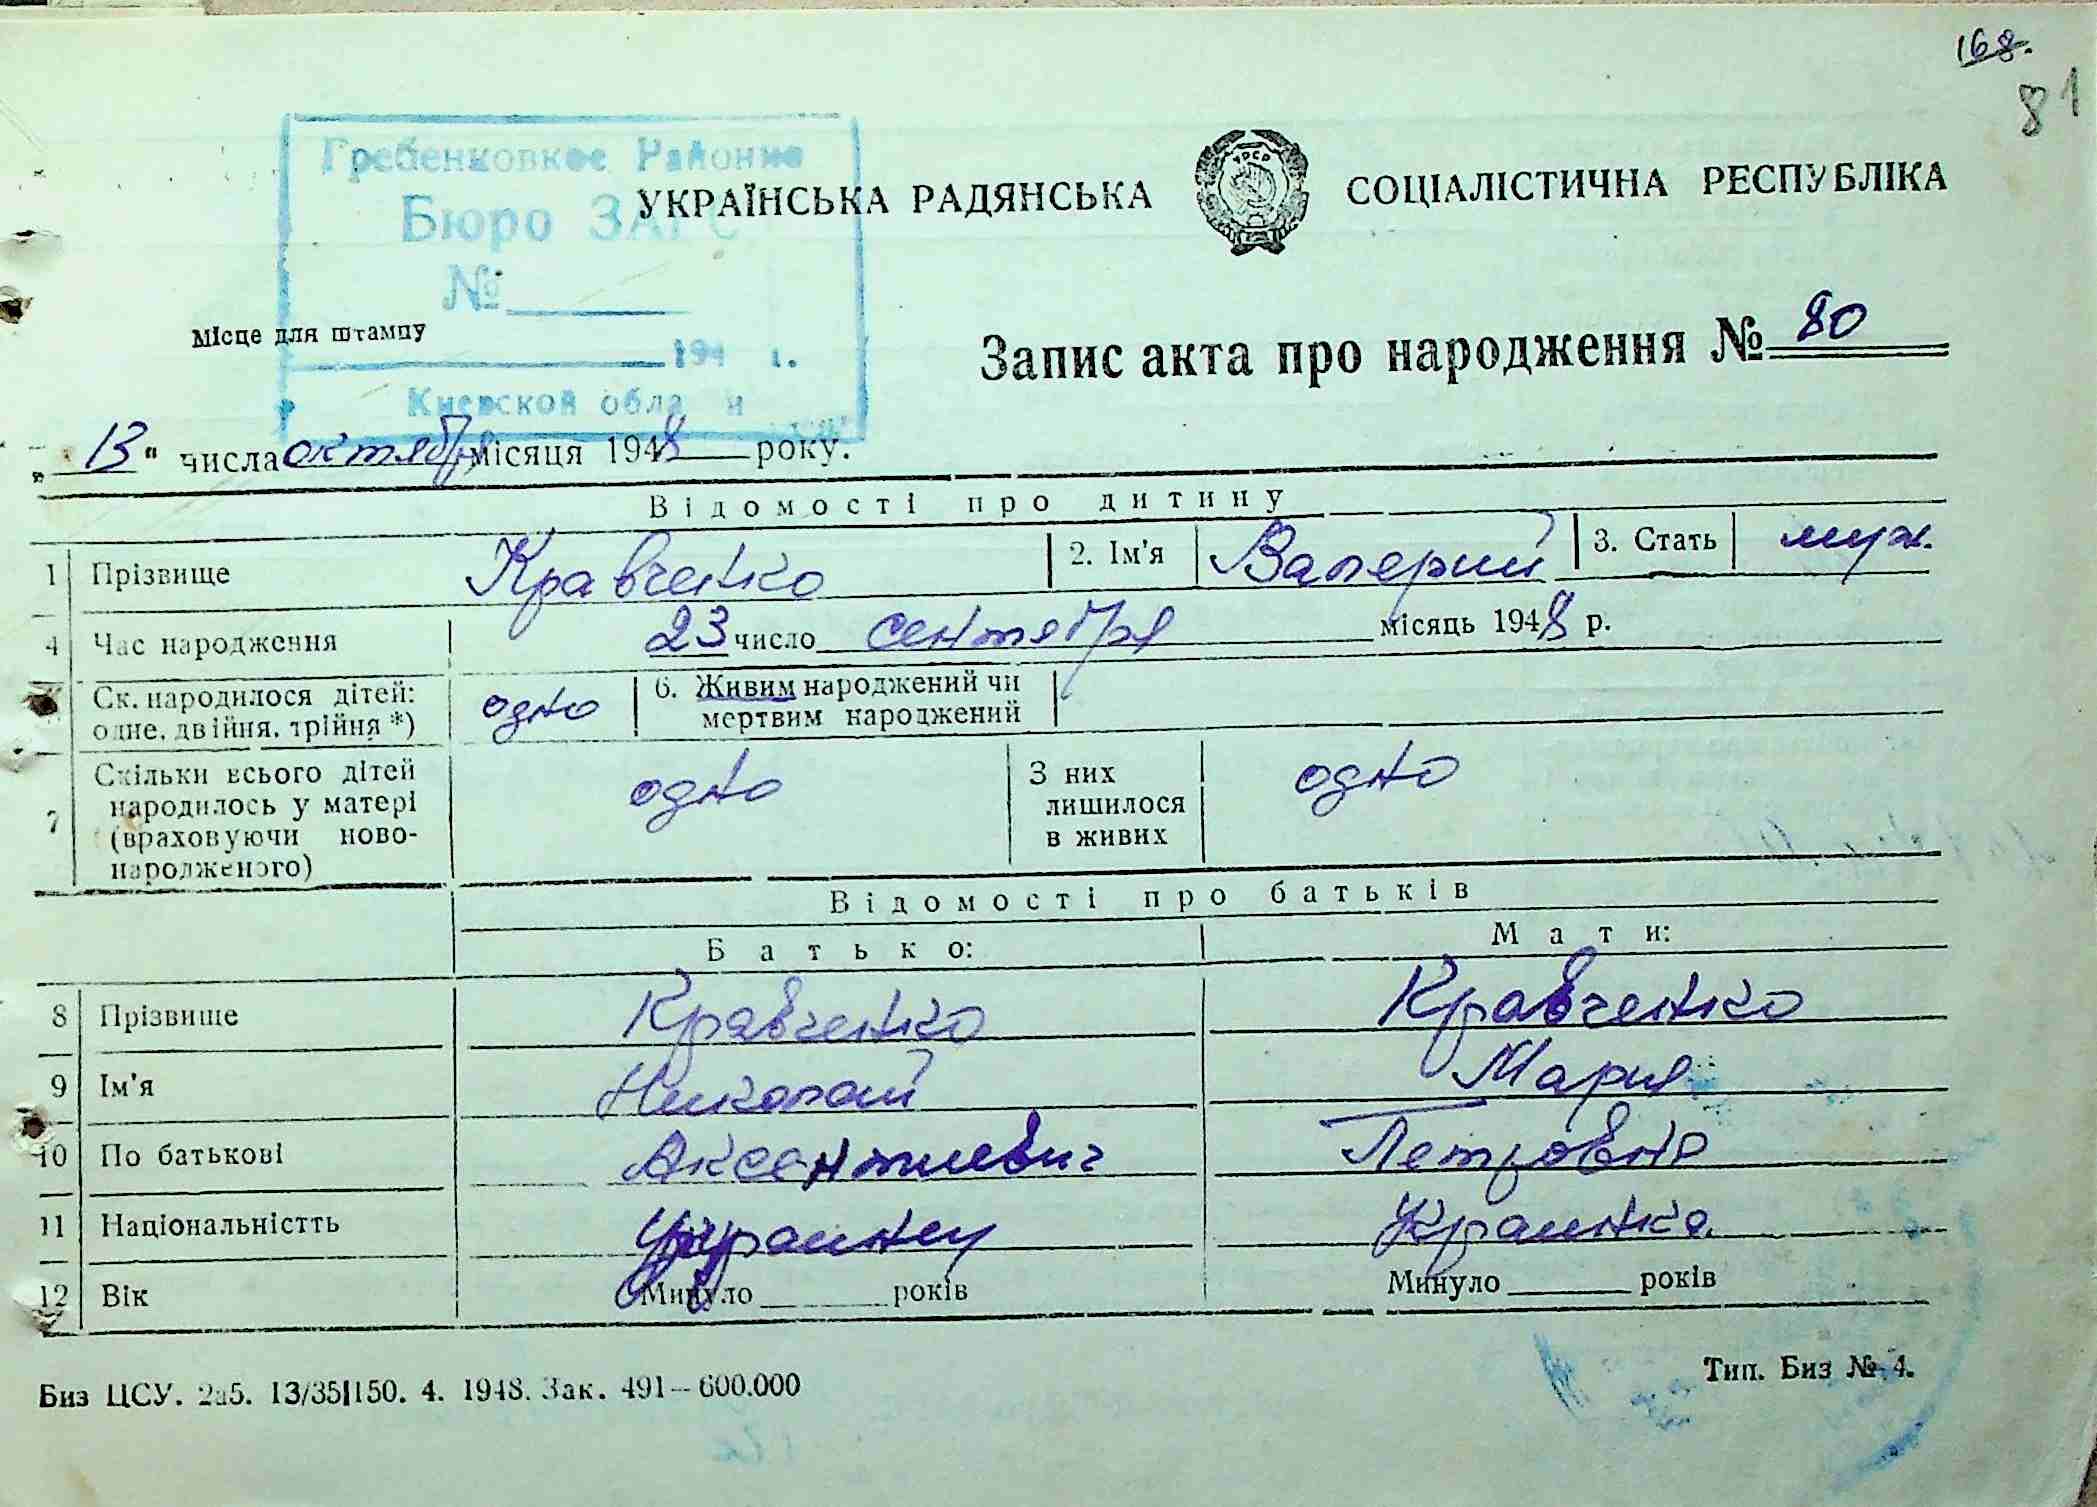 168.
81
Гребенковкое Районне
Бюро ЗАГС
№
194 г.
Киевской обла и
УКРАЇНСЬКА РАДЯНСЬКА СОЦІАЛІСТИЧНА РЕСПУБЛІКА
Місце для штампу
Запис акта про народження № 80
„13“ числа октября місяця 1948 року.
Відомості про дитину
1 Прізвище Кравченко 2. Ім'я Валерий 3. Стать муж.
4 Час народження 23 число сентября місяць 1948 р.
Ск. народилося дітей: одно 6. Живим народжений чи
одне, двійня, трійня *) мертвим народжений
7 Скільки всього дітей одно З них одно
народилось у матері лишилося
(враховуючи ново- в живих
народженого)
Відомості про батьків
Батько: Мати:
8 Прізвище Кравченко Кравченко
9 Ім'я Николай Мария
10 По батькові Аксентиевич Петровна
11 Національністть Украинец Украинка
12 Вік Минуло років Минуло років
Биз ЦСУ. 2а5. 13/35|150. 4. 1948. Зак. 491—600.000 Тип. Биз № 4.